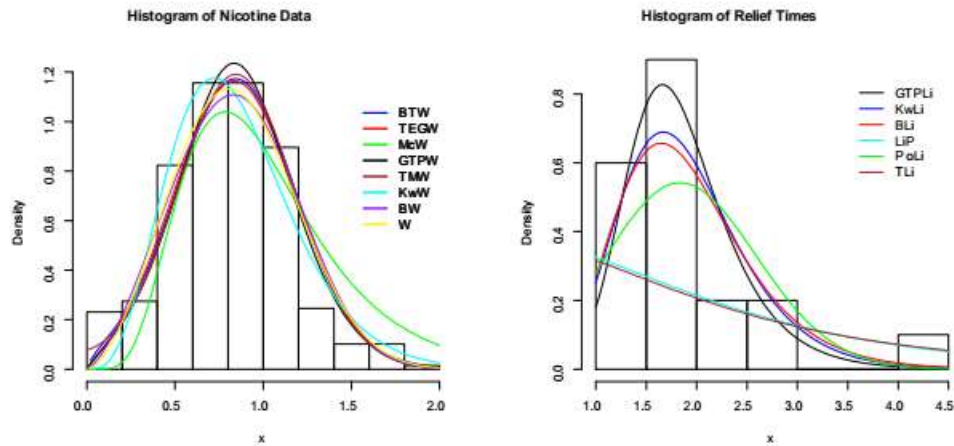 Histogram of Nicotine Data
Density
0.0 0.2 0.4 0.6 0.8 1.0 1.2
BTW
TEGW
McW
GTPW
TMW
KwW
BW
W
0.0 0.5 1.0 1.5 2.0
x
Histogram of Relief Times
Density
0.0 0.2 0.4 0.6 0.8
GTPLi
KwLi
BLi
LiP
PoLi
TLi
1.0 1.5 2.0 2.5 3.0 3.5 4.0 4.5
x